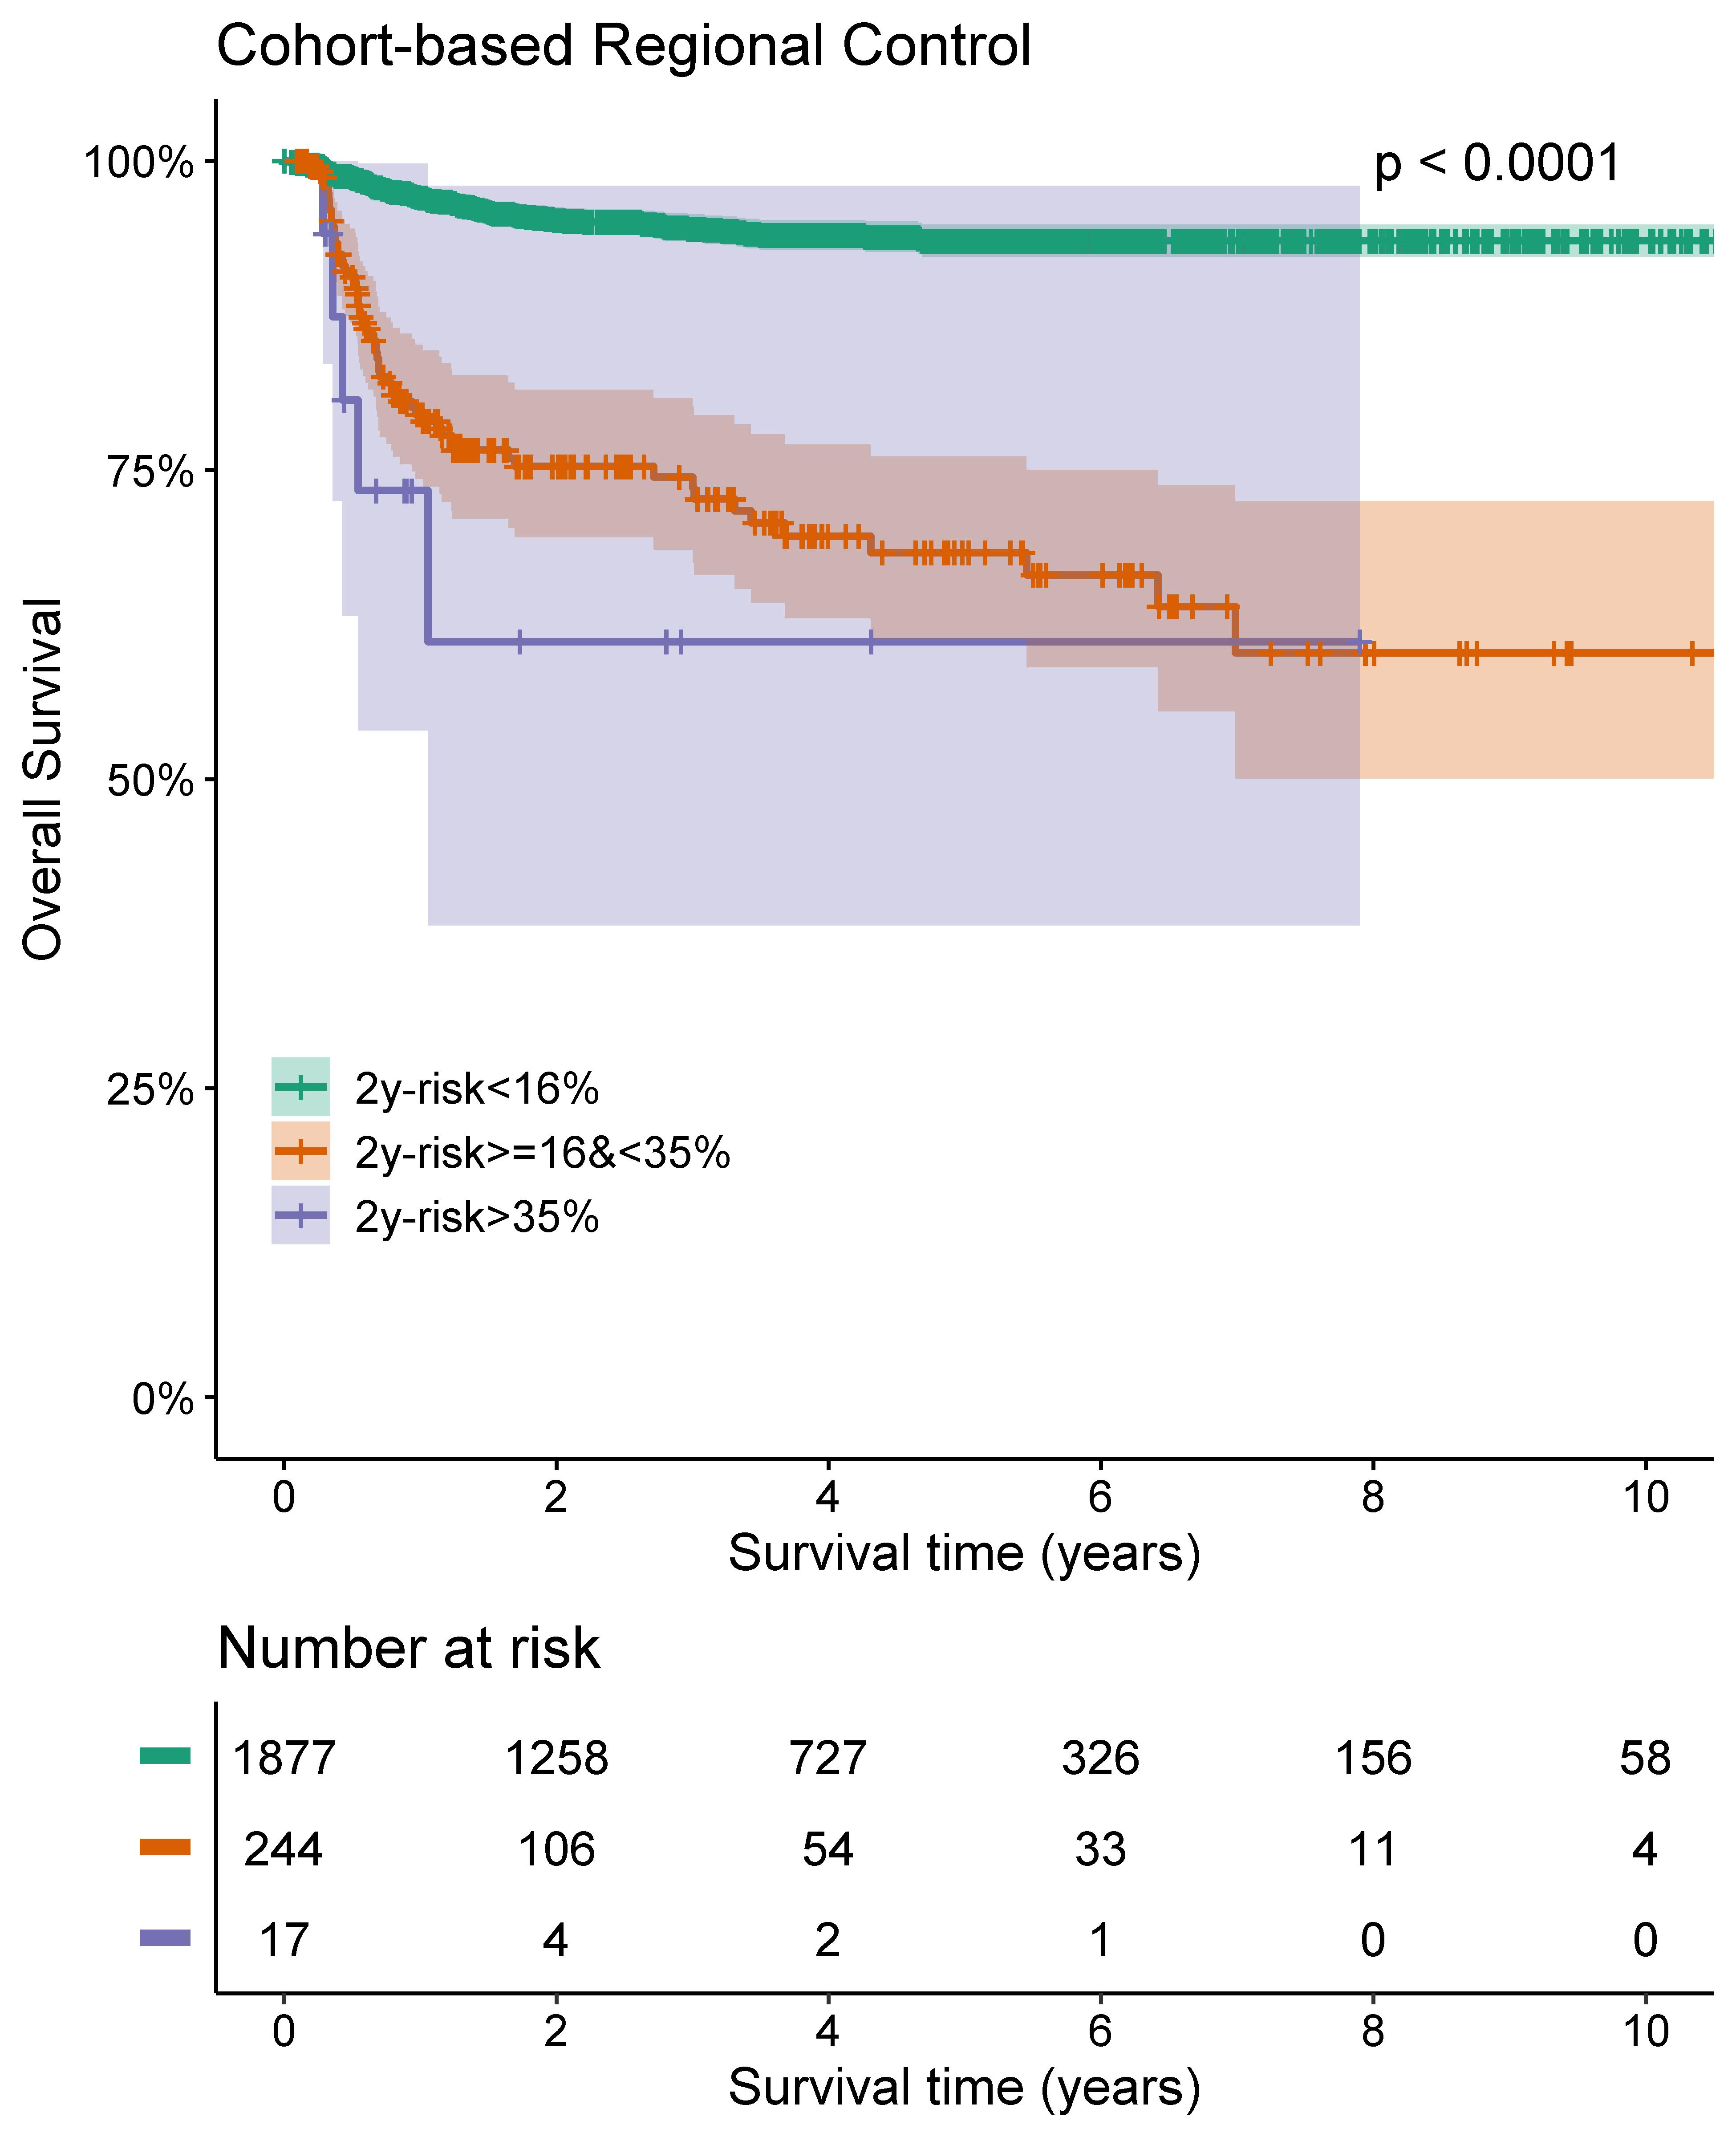 Cohort-based Regional Control
p < 0.0001
100%
75%
50%
25%
0%
Overall Survival
2y-risk<16%
2y-risk>=16&<35%
2y-risk>35%
0 2 4 6 8 10
Survival time (years)
Number at risk
1877 1258 727 326 156 58
244 106 54 33 11 4
17 4 2 1 0 0
0 2 4 6 8 10
Survival time (years)